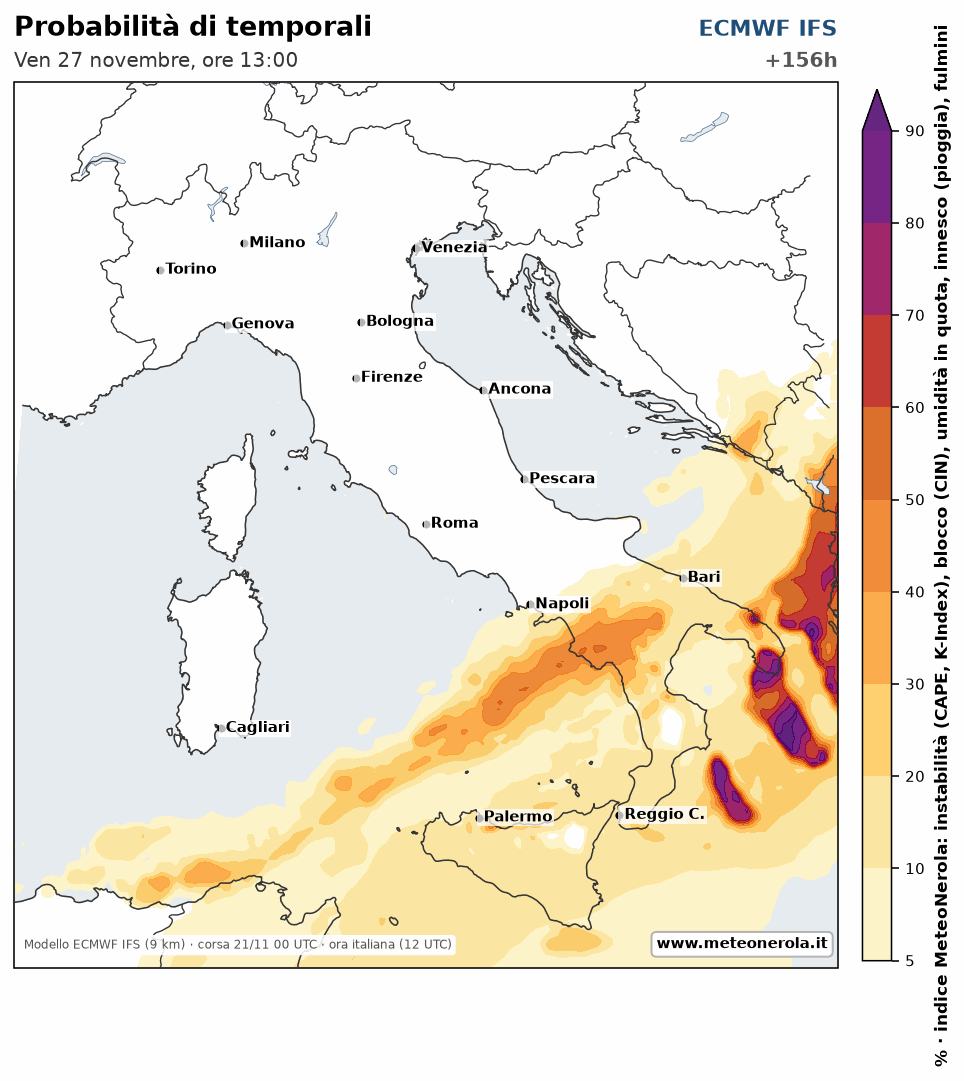 Probabilità di temporali
ECMWF IFS
Ven 27 novembre, ore 13:00
+156h
Milano
Venezia
Torino
Genova
Bologna
Firenze
Ancona
Pescara
Roma
Bari
Napoli
Cagliari
Palermo
Reggio C.
Modello ECMWF IFS (9 km) · corsa 21/11 00 UTC · ora italiana (12 UTC)
www.meteonerola.it
90
80
70
60
50
40
30
20
10
5
% · indice MeteoNerola: instabilità (CAPE, K-Index), blocco (CIN), umidità in quota, innesco (pioggia), fulmini